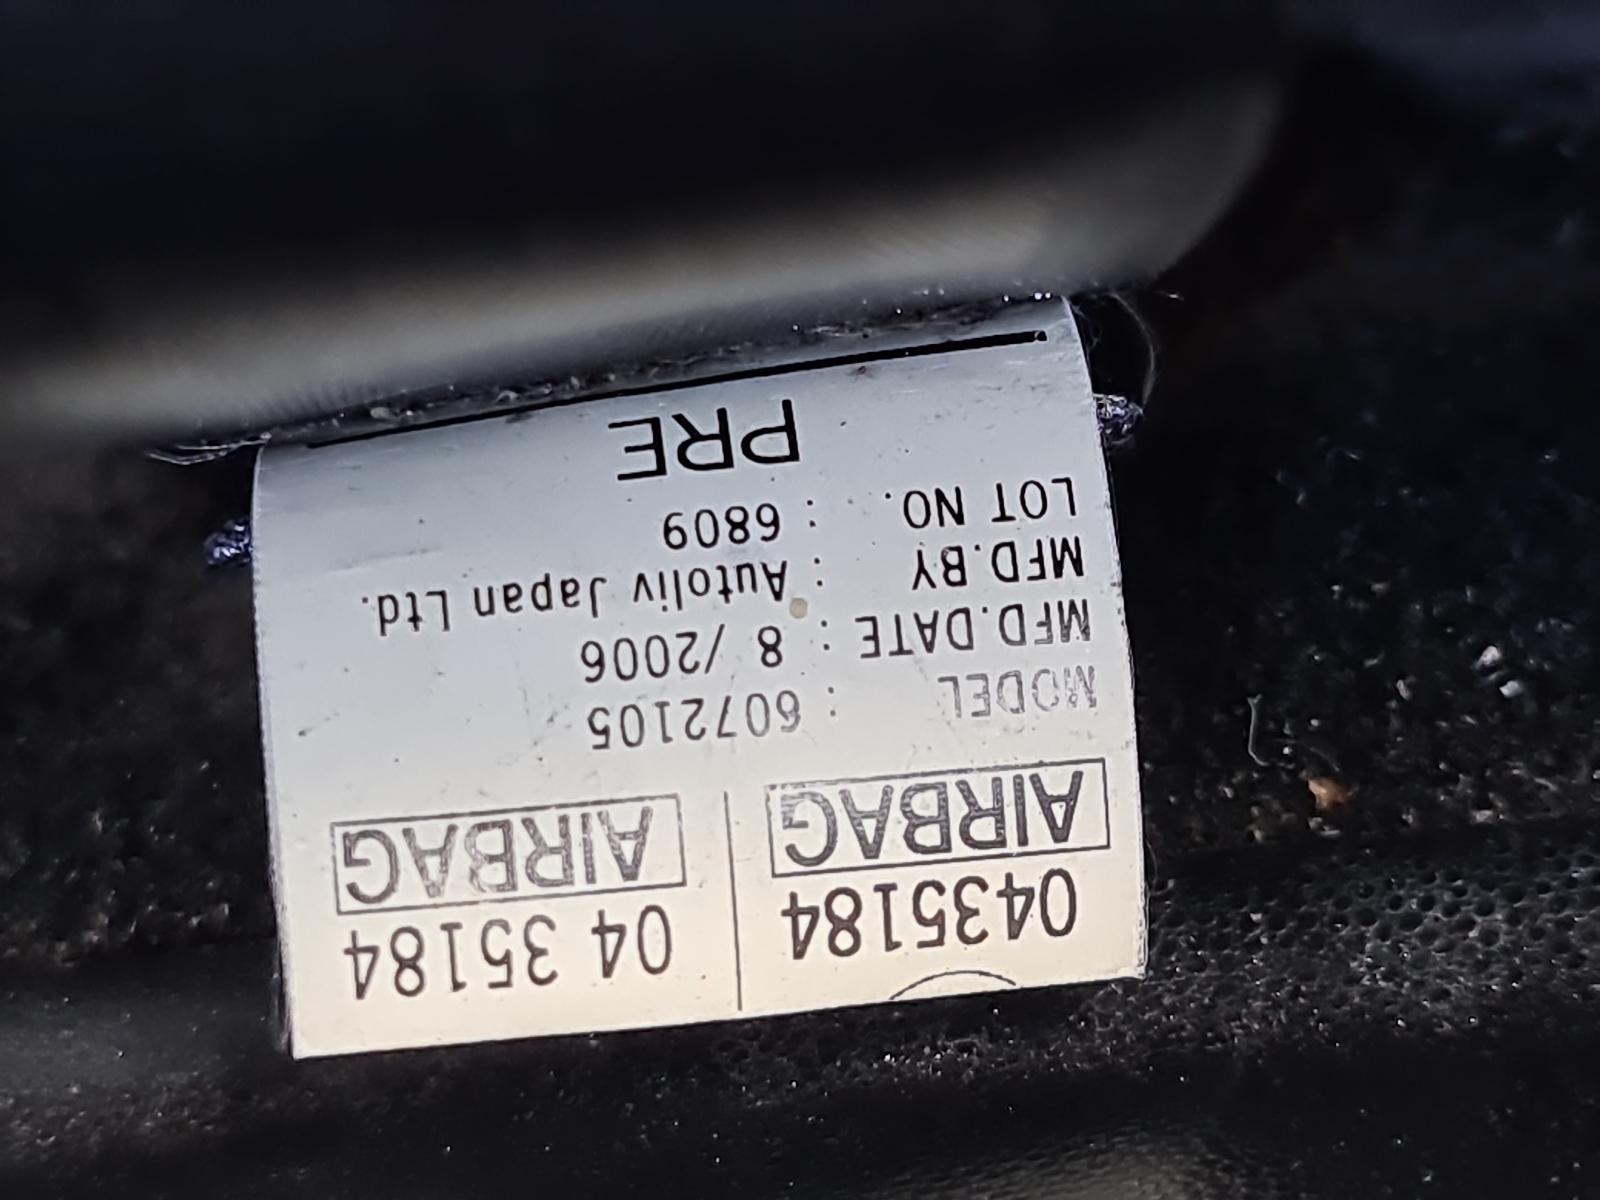 0435184 04 35184
AIRBAG AIRBAG
MODEL : 6072105
MFD.DATE : 8 /2006
MFD.BY : Autoliv Japan Ltd.
LOT NO. : 6809
PRE